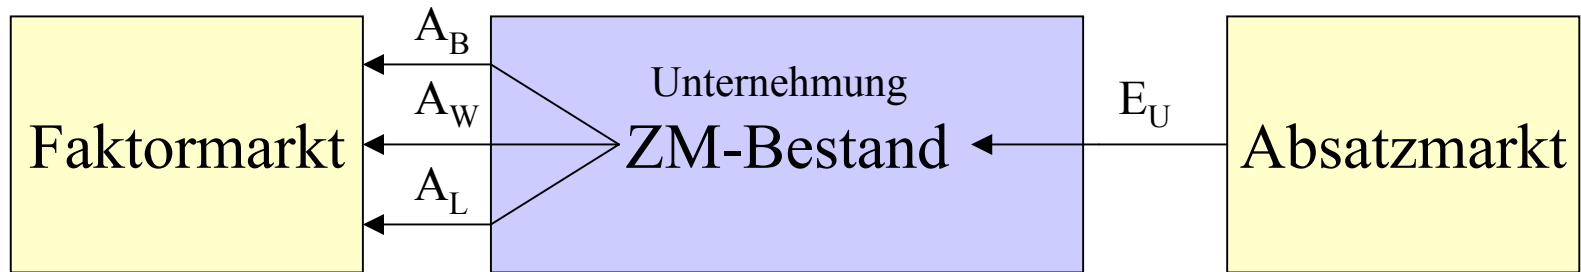 A_B
Unternehmung
A_W
E_U
Faktormarkt
ZM-Bestand
Absatzmarkt
A_L